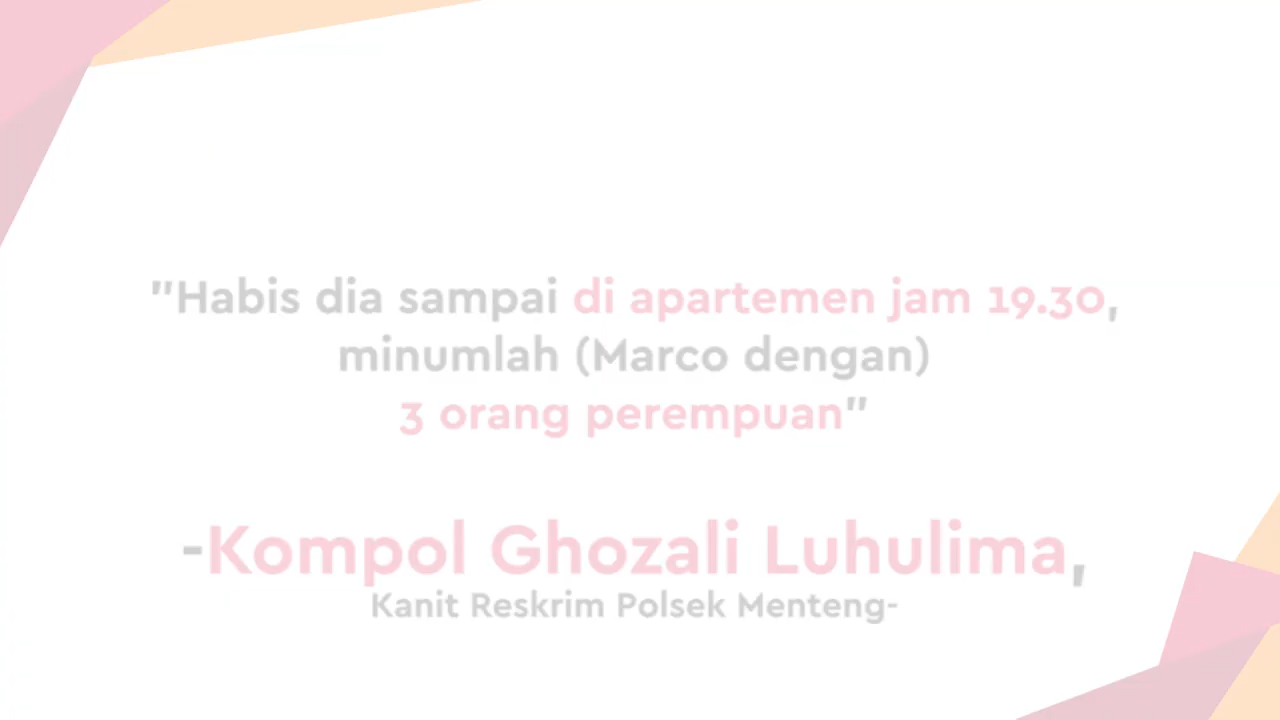 "Habis dia sampai di apartemen jam 19.30,
minumlah (Marco dengan)
3 orang perempuan"
-Kompol Ghozali Luhulima,
Kanit Reskrim Polsek Menteng-